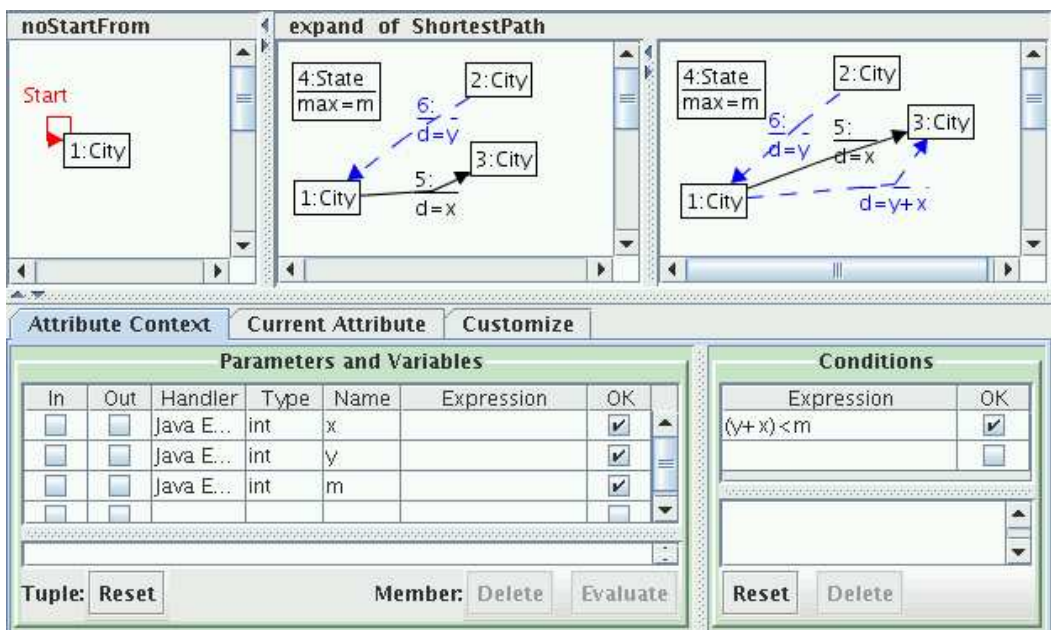 noStartFrom
expand of ShortestPath
Start
1:City
4:State
max=m
2:City
6:
d=y
3:City
5:
d=x
1:City
4:State
max=m
2:City
6:
d=y
5:
d=x
3:City
1:City
d=y+x
Attribute Context
Current Attribute
Customize
Parameters and Variables
In Out Handler Type Name Expression OK
Java E... int x
Java E... int y
Java E... int m
Tuple: Reset Member: Delete Evaluate
Conditions
Expression OK
(y+x)<m
Reset Delete